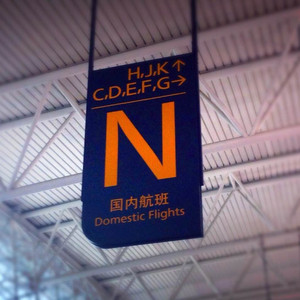 H,J,K↑
C,D,E,F,G→
N
国内航班
Domestic Flights